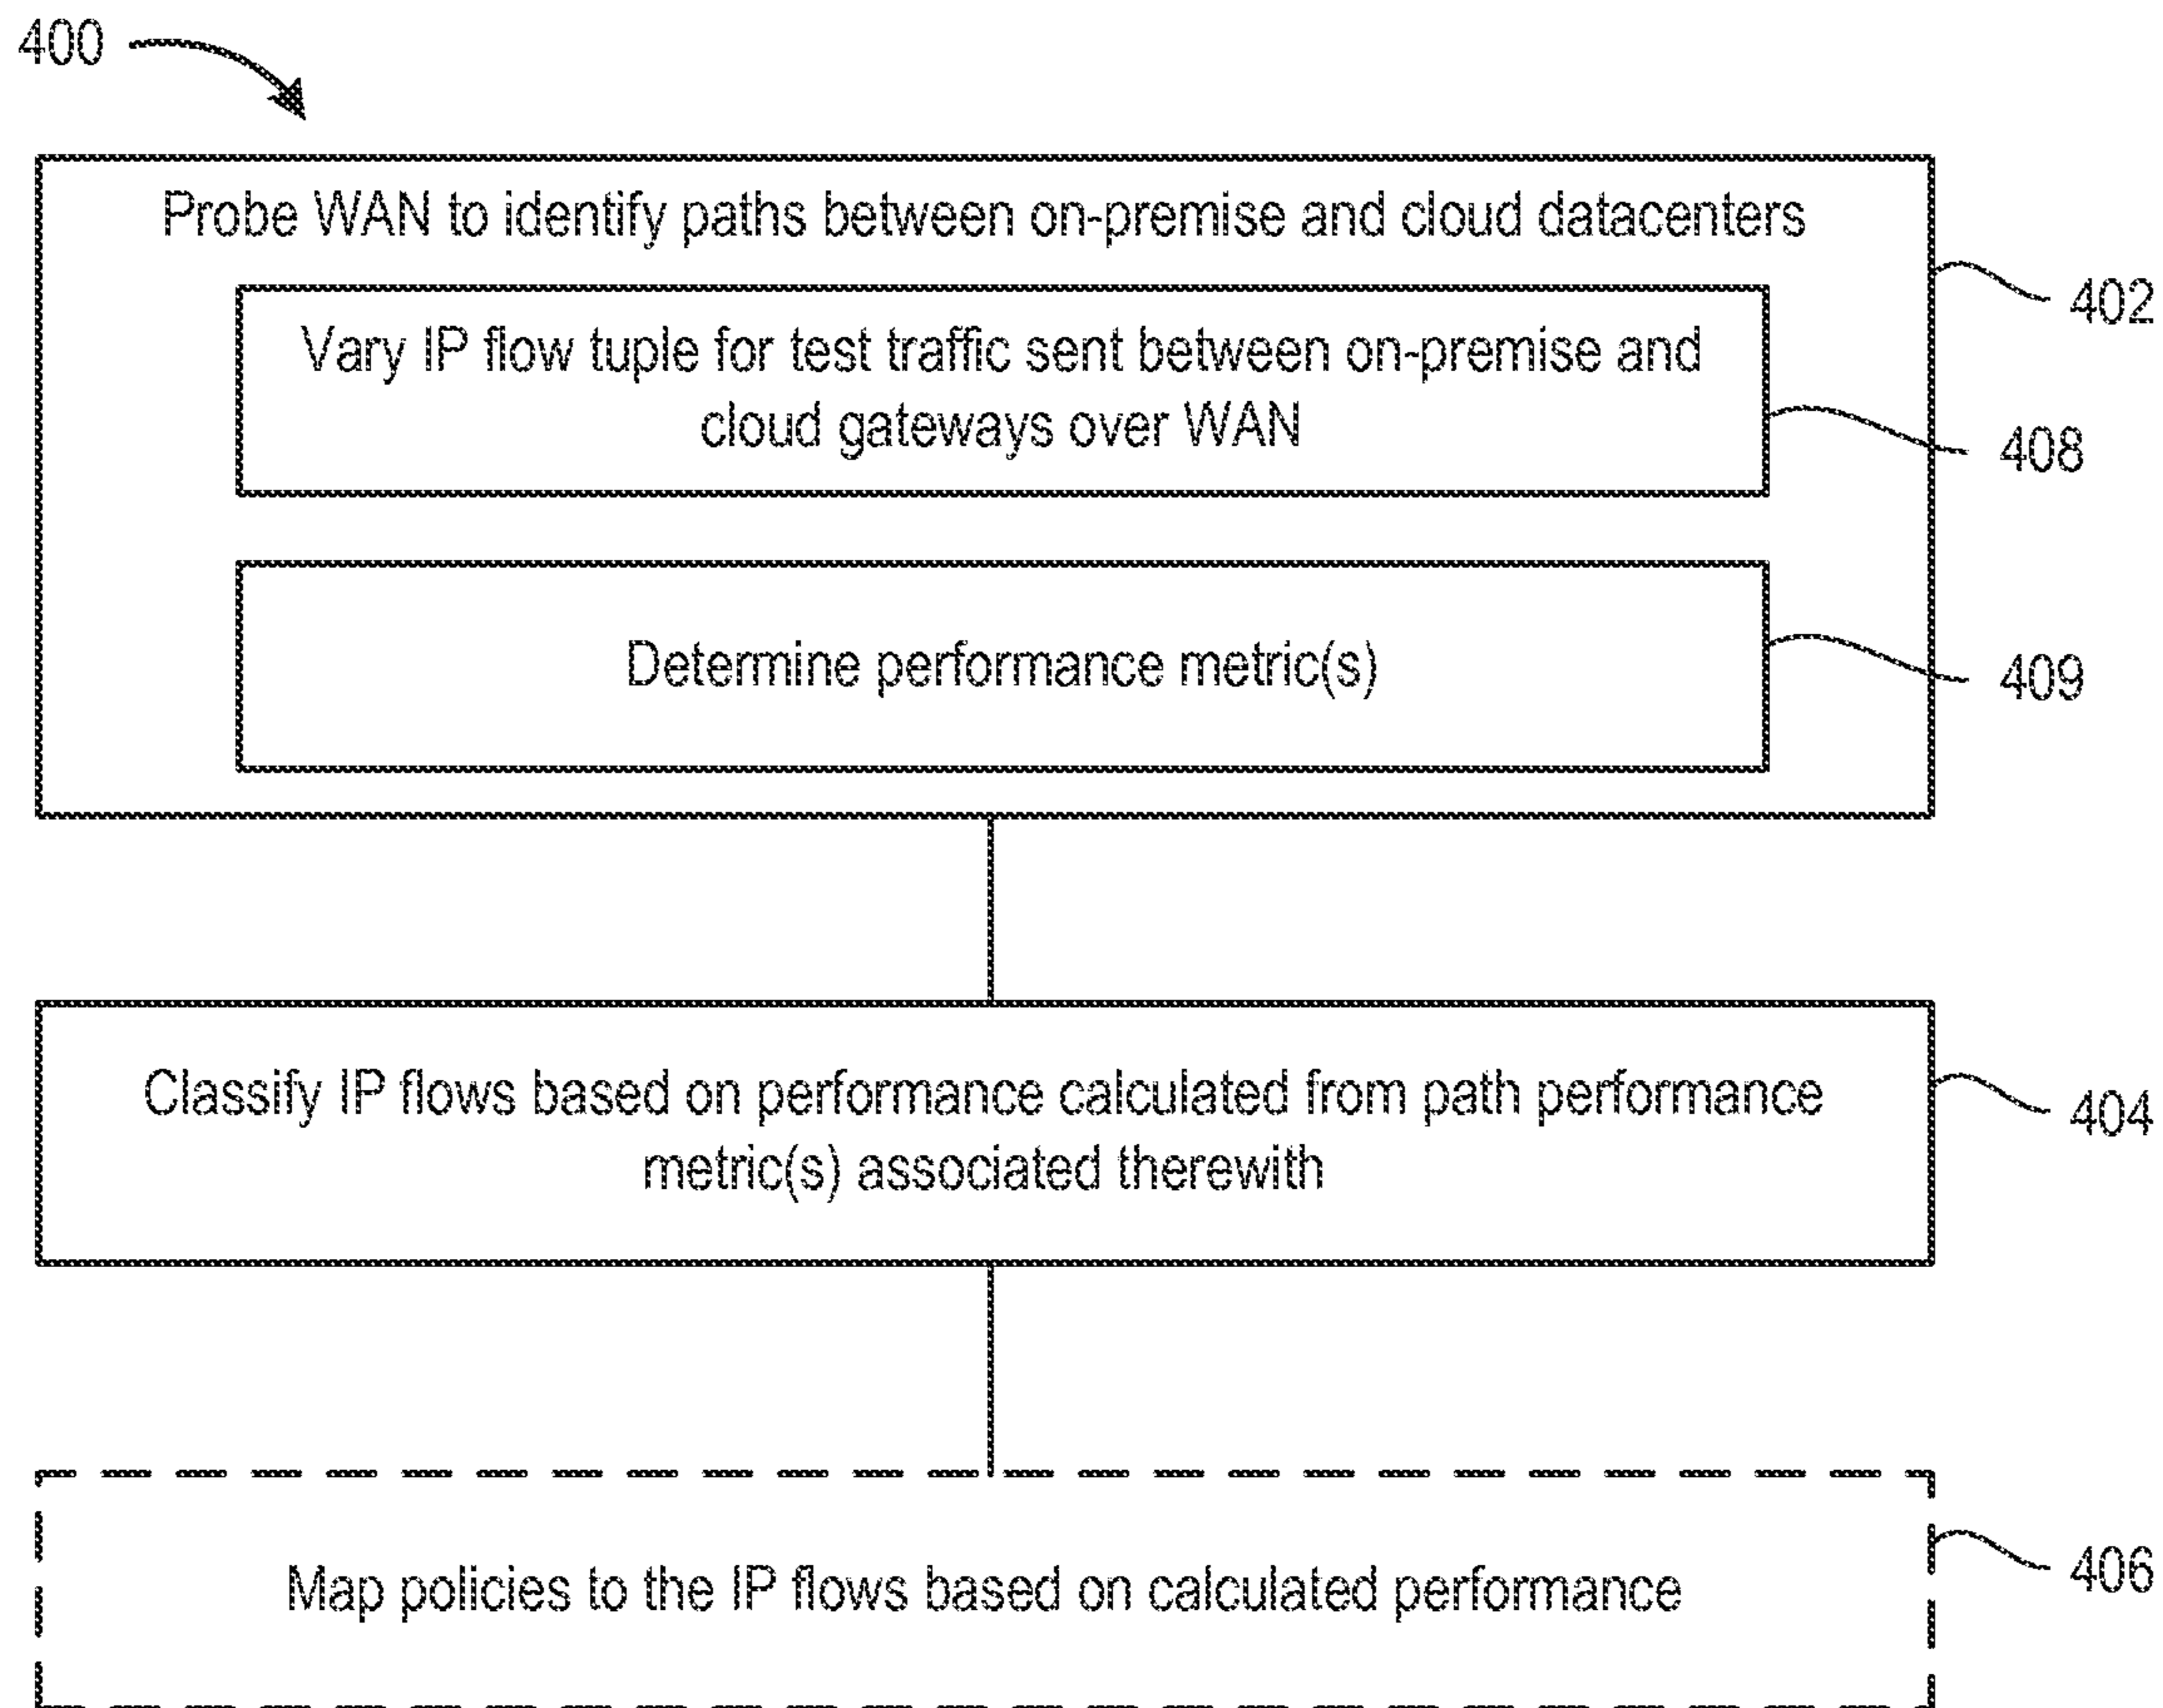 400
Probe WAN to identify paths between on-premise and cloud datacenters
402
Vary IP flow tuple for test traffic sent between on-premise and
cloud gateways over WAN
408
Determine performance metric(s)
409
Classify IP flows based on performance calculated from path performance
metric(s) associated therewith
404
Map policies to the IP flows based on calculated performance
406